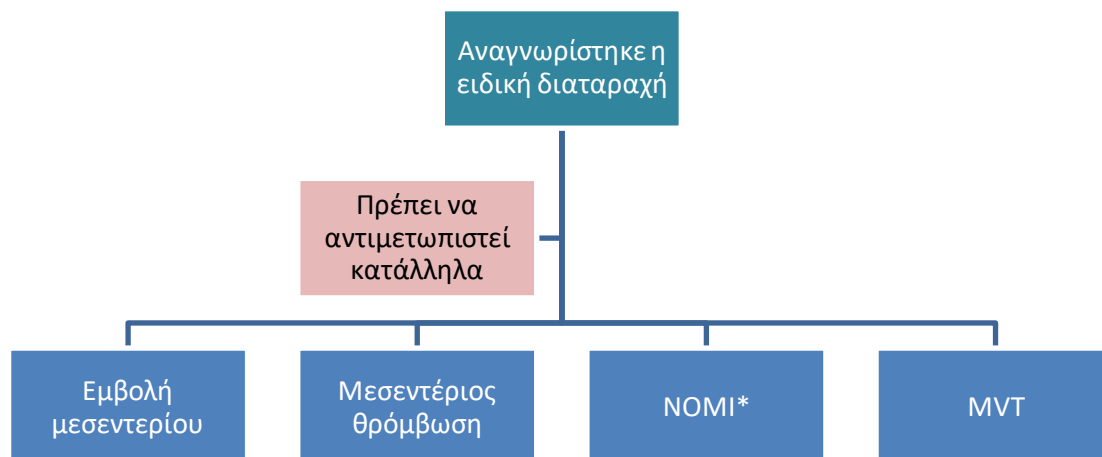 Αναγνωρίστηκε η
ειδική διαταραχή
Πρέπει να
αντιμετωπιστεί
κατάλληλα
Εμβολή
μεσεντερίου
Μεσεντέριος
θρόμβωση
NOMI*
MVT